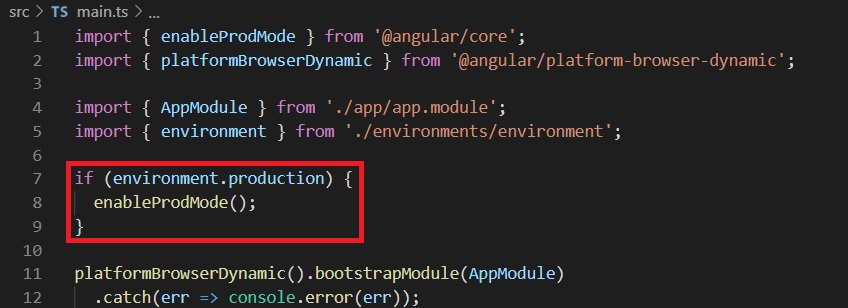 src > TS main.ts > ...
1 import { enableProdMode } from '@angular/core';
2 import { platformBrowserDynamic } from '@angular/platform-browser-dynamic';
3
4 import { AppModule } from './app/app.module';
5 import { environment } from './environments/environment';
6
7 if (environment.production) {
8   enableProdMode();
9 }
10
11 platformBrowserDynamic().bootstrapModule(AppModule)
12   .catch(err => console.error(err));